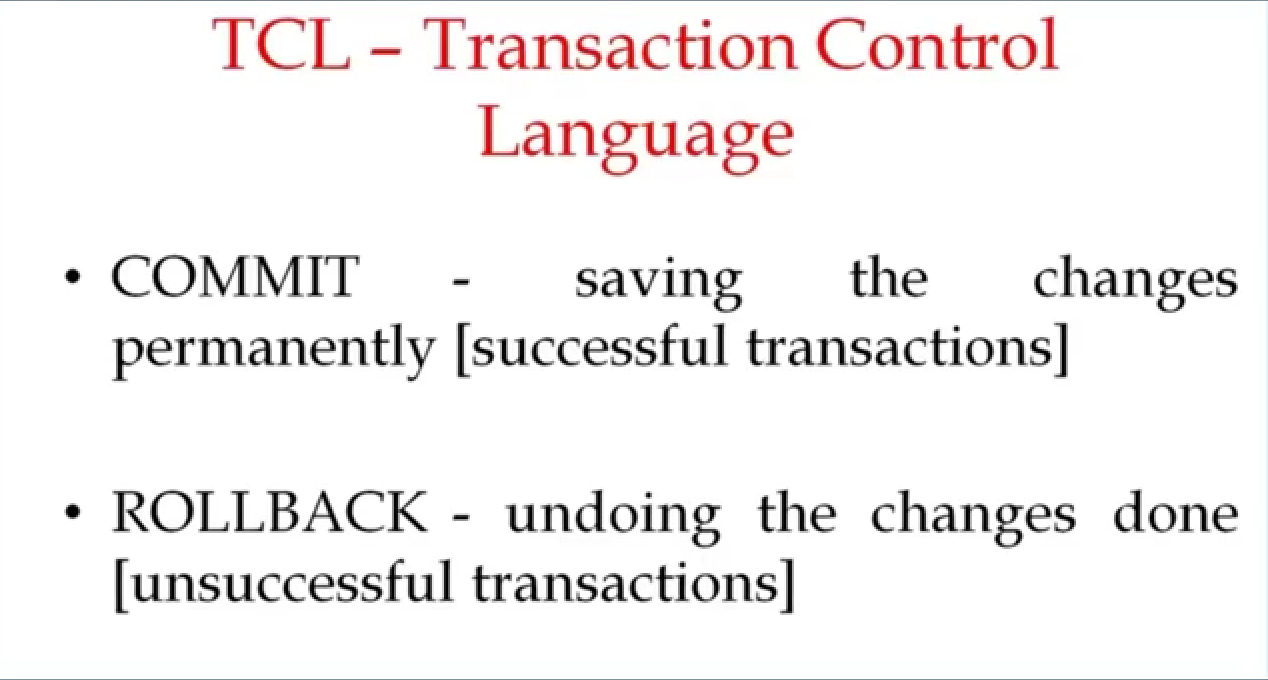 TCL – Transaction Control
Language
• COMMIT - saving the changes
permanently [successful transactions]
• ROLLBACK - undoing the changes done
[unsuccessful transactions]